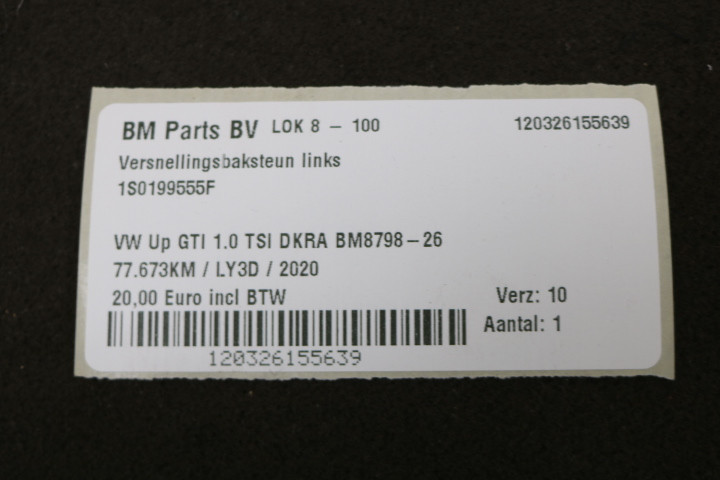 BM Parts BV LOK 8 - 100 120326155639
Versnellingsbaksteun links
1S0199555F
VW Up GTI 1.0 TSI DKRA BM8798-26
77.673KM / LY3D / 2020
20,00 Euro incl BTW Verz: 10
Aantal: 1
120326155639